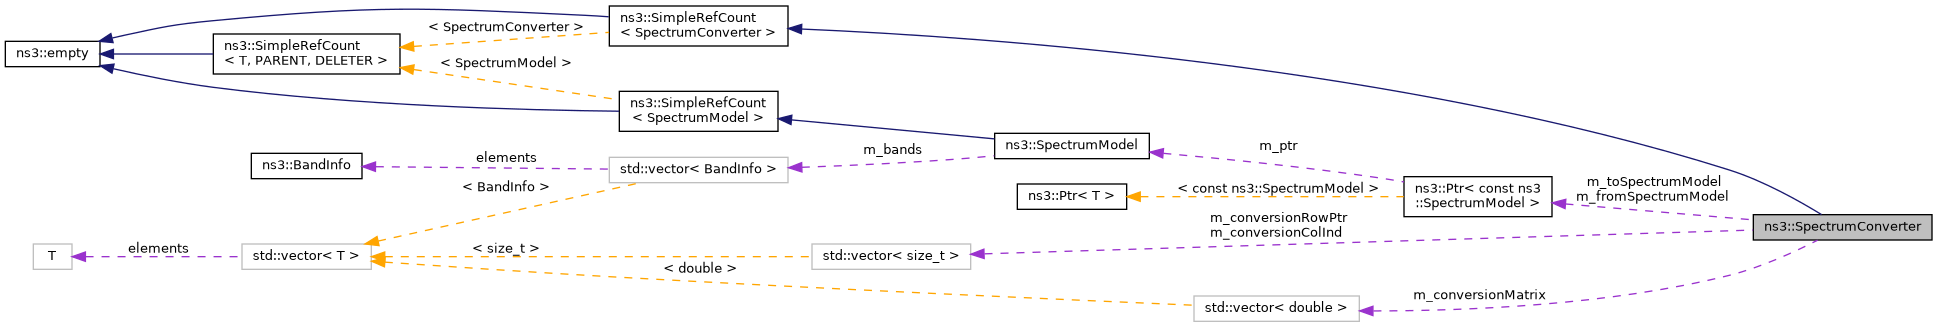 ns3::SimpleRefCount
< SpectrumConverter >
< SpectrumConverter >
ns3::empty
ns3::SimpleRefCount
< T, PARENT, DELETER >
< SpectrumModel >
ns3::SimpleRefCount
< SpectrumModel >
ns3::SpectrumModel
m_ptr
m_bands
elements
ns3::BandInfo
std::vector< BandInfo >
< BandInfo >
ns3::Ptr< T >
< const ns3::SpectrumModel >
ns3::Ptr< const ns3
::SpectrumModel >
m_toSpectrumModel
m_fromSpectrumModel
ns3::SpectrumConverter
m_conversionRowPtr
m_conversionColInd
T
elements
std::vector< T >
< size_t >
std::vector< size_t >
< double >
std::vector< double >
m_conversionMatrix